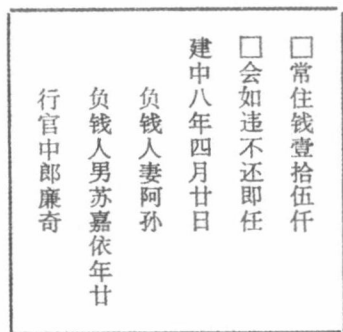 □常住钱壹拾伍仟
□会如违不还即任
建中八年四月廿日
负钱人妻阿孙
负钱人男苏嘉依年廿
行官中郎廉奇